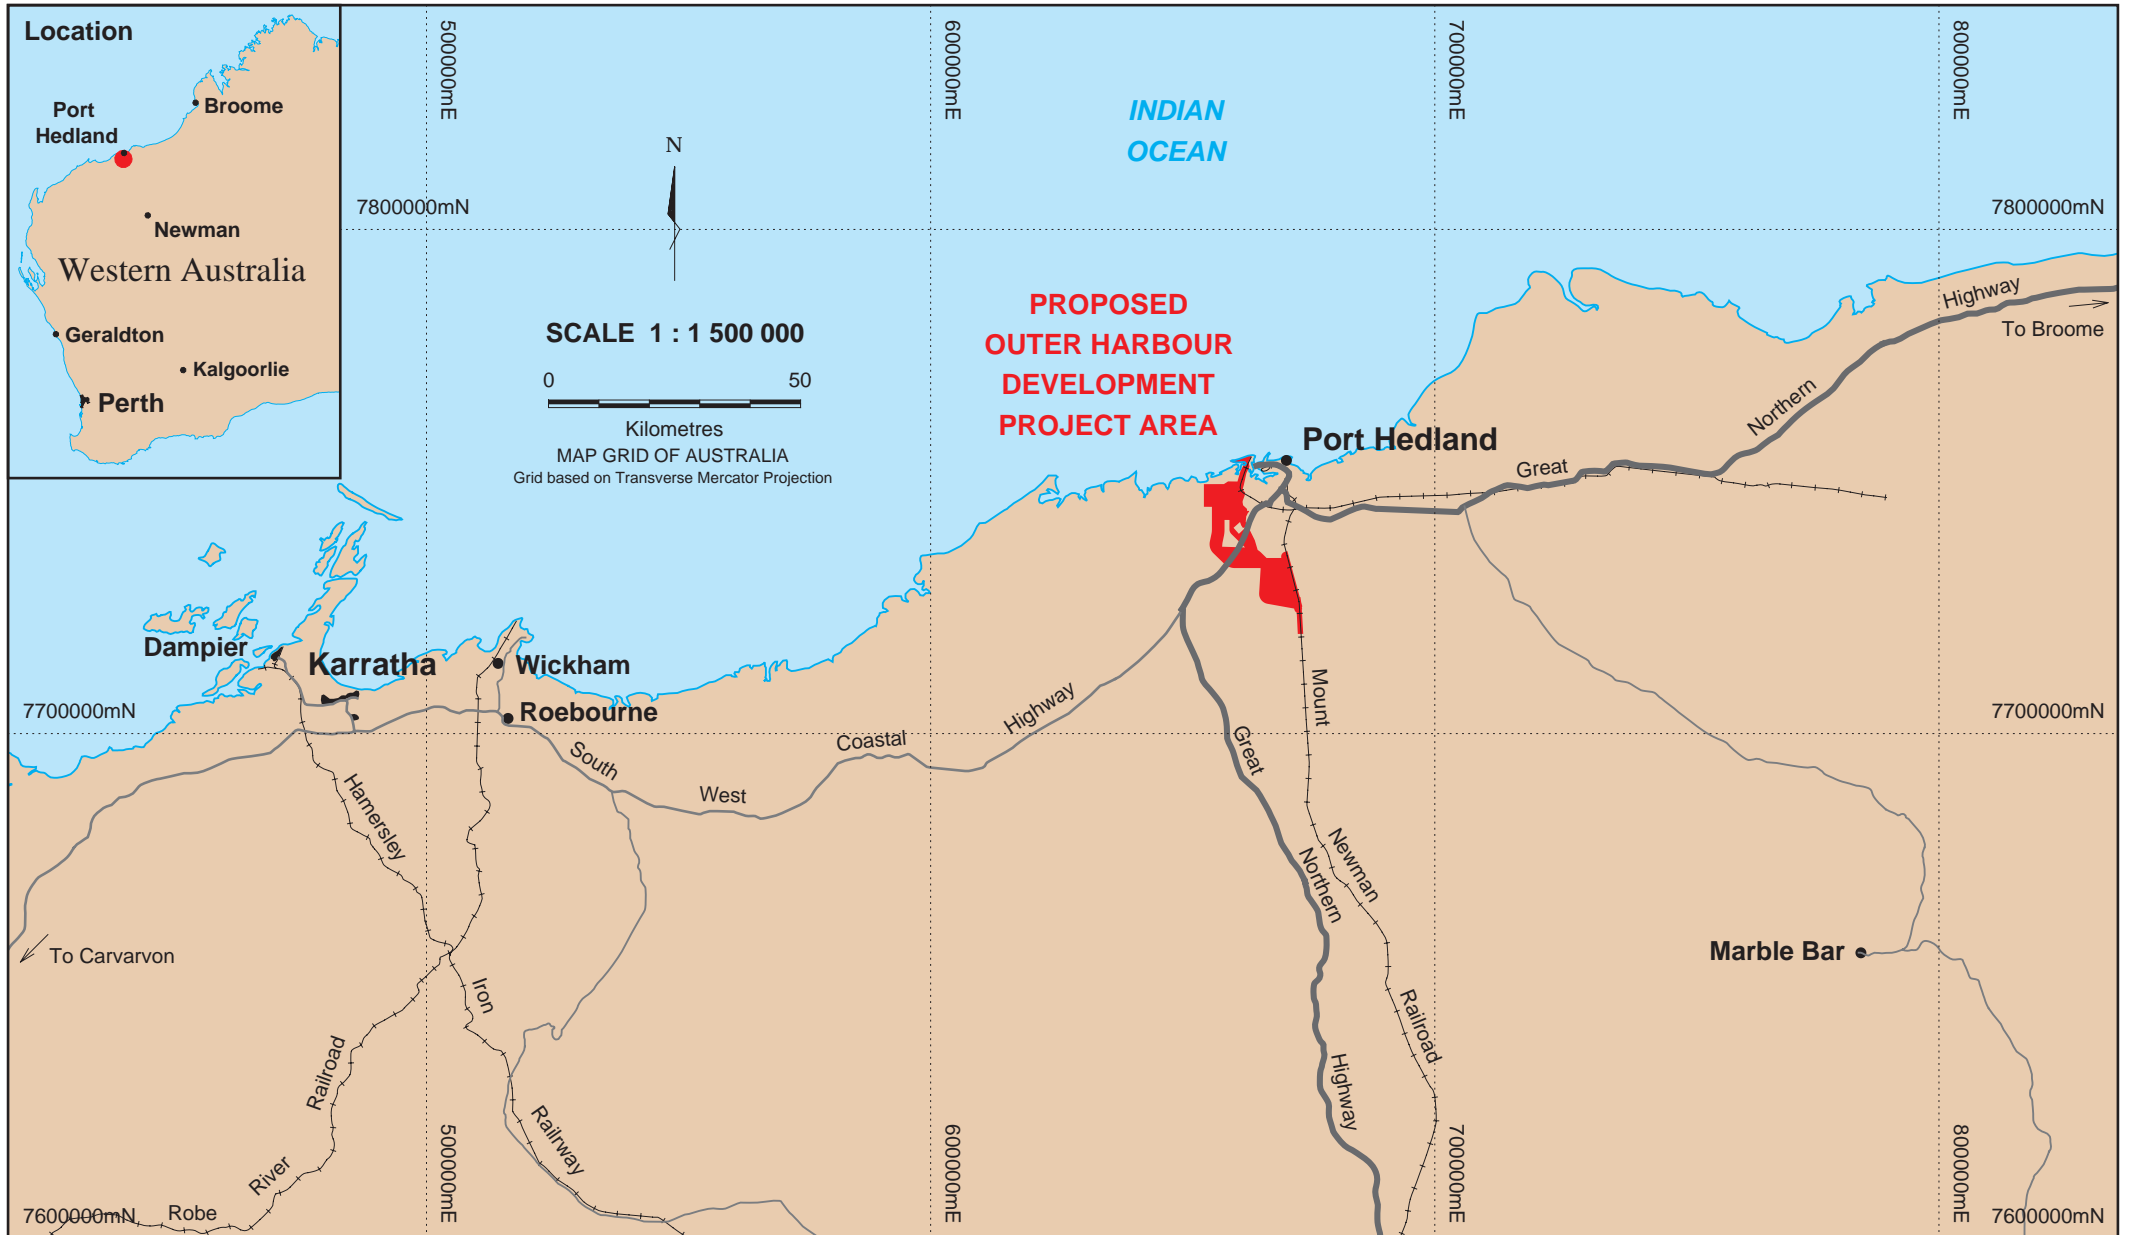 Location
Port
Hedland
Broome
Newman
Western Australia
Geraldton
Kalgoorlie
Perth
500000mE
600000mE
700000mE
800000mE
INDIAN
OCEAN
N
7800000mN
7800000mN
SCALE 1 : 1 500 000
0 50
Kilometres
MAP GRID OF AUSTRALIA
Grid based on Transverse Mercator Projection
PROPOSED
OUTER HARBOUR
DEVELOPMENT
PROJECT AREA
Highway
To Broome
Northern
Great
Port Hedland
Dampier
Karratha
Wickham
Roebourne
7700000mN
7700000mN
South
West
Coastal
Highway
Great
Northern
Highway
Mount
Newman
Railroad
Hamersley
Iron
Railrway
To Carvarvon
Marble Bar
Railroad
River
Robe
500000mE
600000mE
700000mE
800000mE
7600000mN
7600000mN